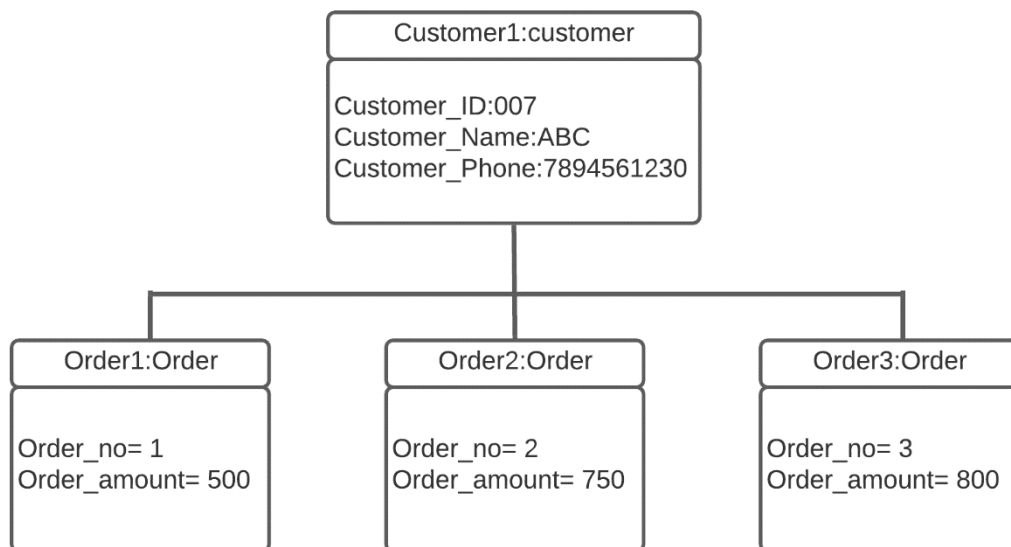 Customer1:customer
Customer_ID:007
Customer_Name:ABC
Customer_Phone:7894561230
Order1:Order
Order_no= 1
Order_amount= 500
Order2:Order
Order_no= 2
Order_amount= 750
Order3:Order
Order_no= 3
Order_amount= 800